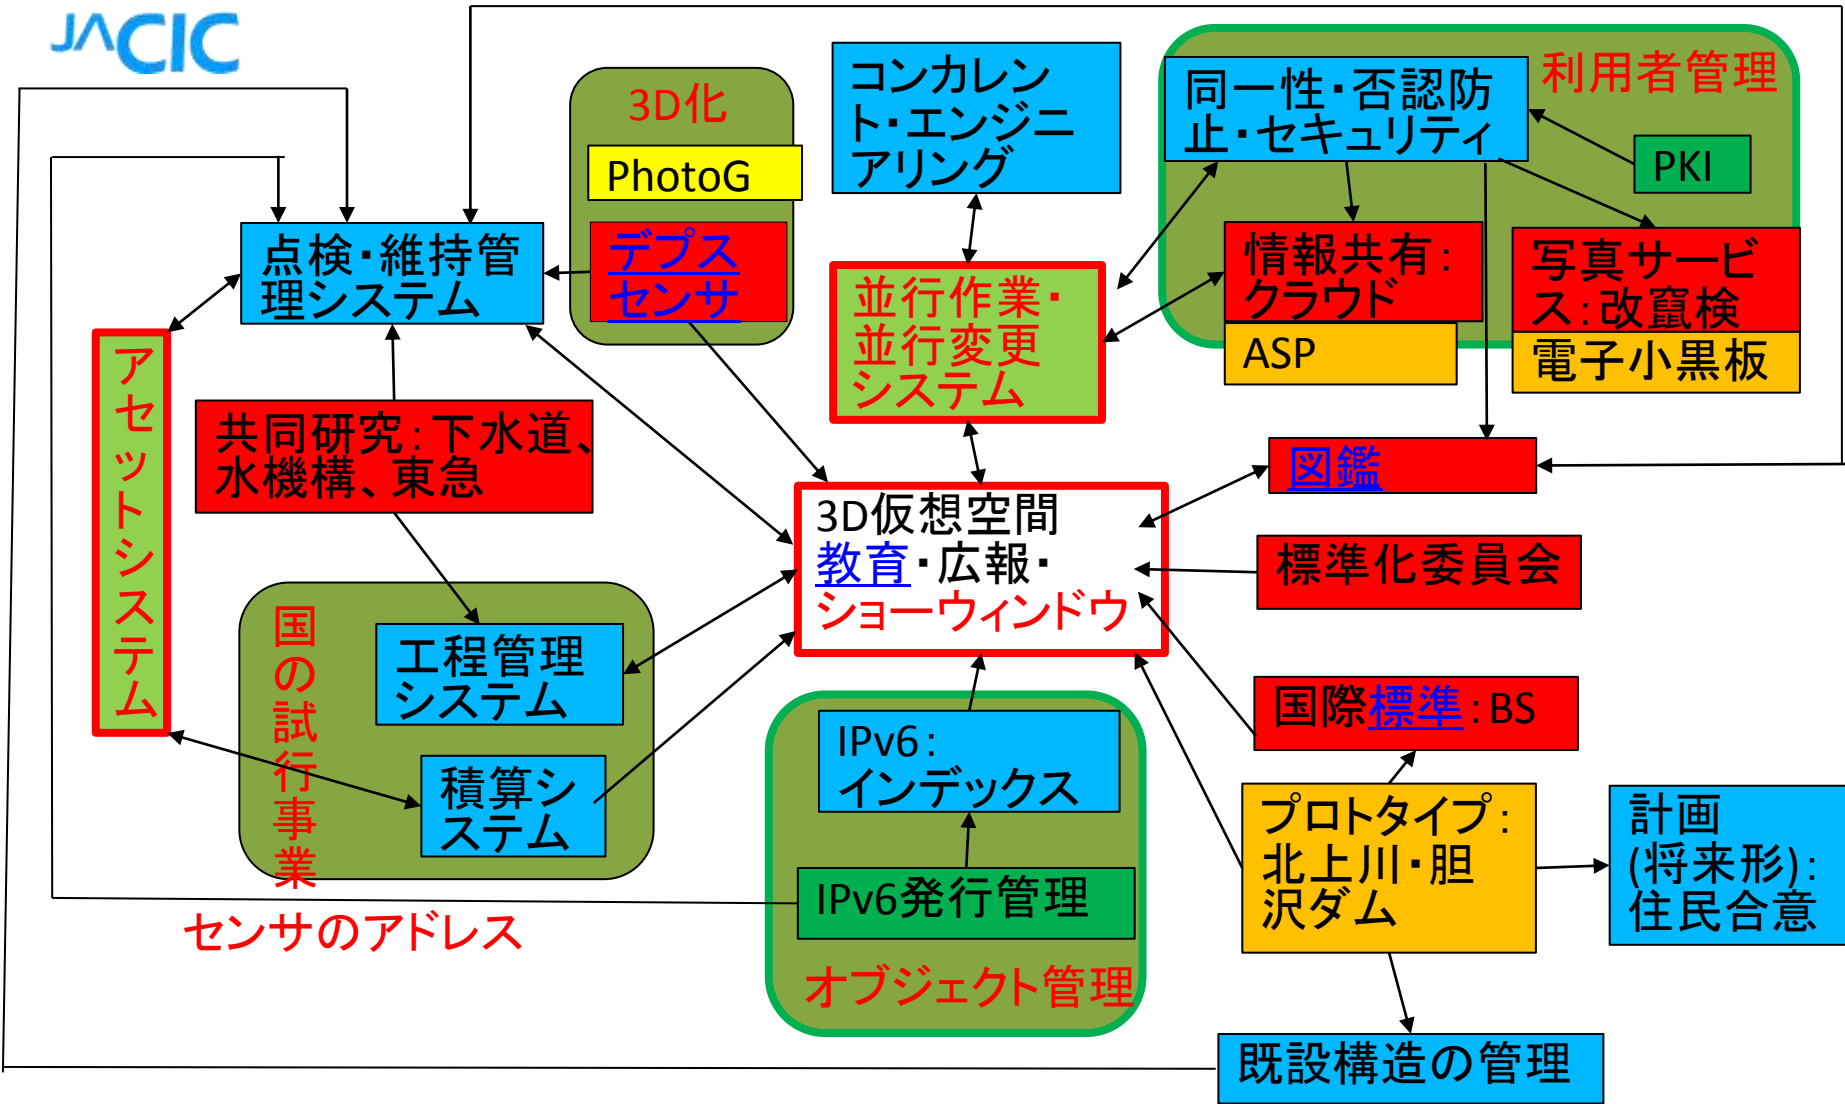 JACIC
3D化
PhotoG
デプス
センサ
コンカレン
ト・エンジニ
アリング
利用者管理
同一性・否認防
止・セキュリティ
PKI
情報共有：
クラウド
ASP
写真サービ
ス：改竄検
電子小黒板
点検・維持管
理システム
並行作業・
並行変更
システム
アセットシステム
共同研究：下水道、
水機構、東急
図鑑
3D仮想空間
教育・広報・
ショーウィンドウ
標準化委員会
国の試行事業
工程管理
システム
積算シ
ステム
国際標準：BS
IPv6：
インデックス
IPv6発行管理
オブジェクト管理
センサのアドレス
プロトタイプ：
北上川・胆
沢ダム
計画
(将来形)：
住民合意
既設構造の管理